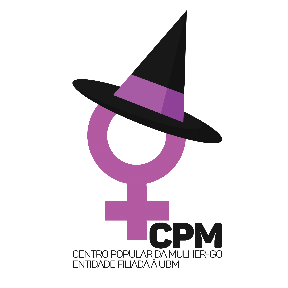 CPM
CENTRO POPULAR DA MULHER-GO
ENTIDADE FILIADA À UBM